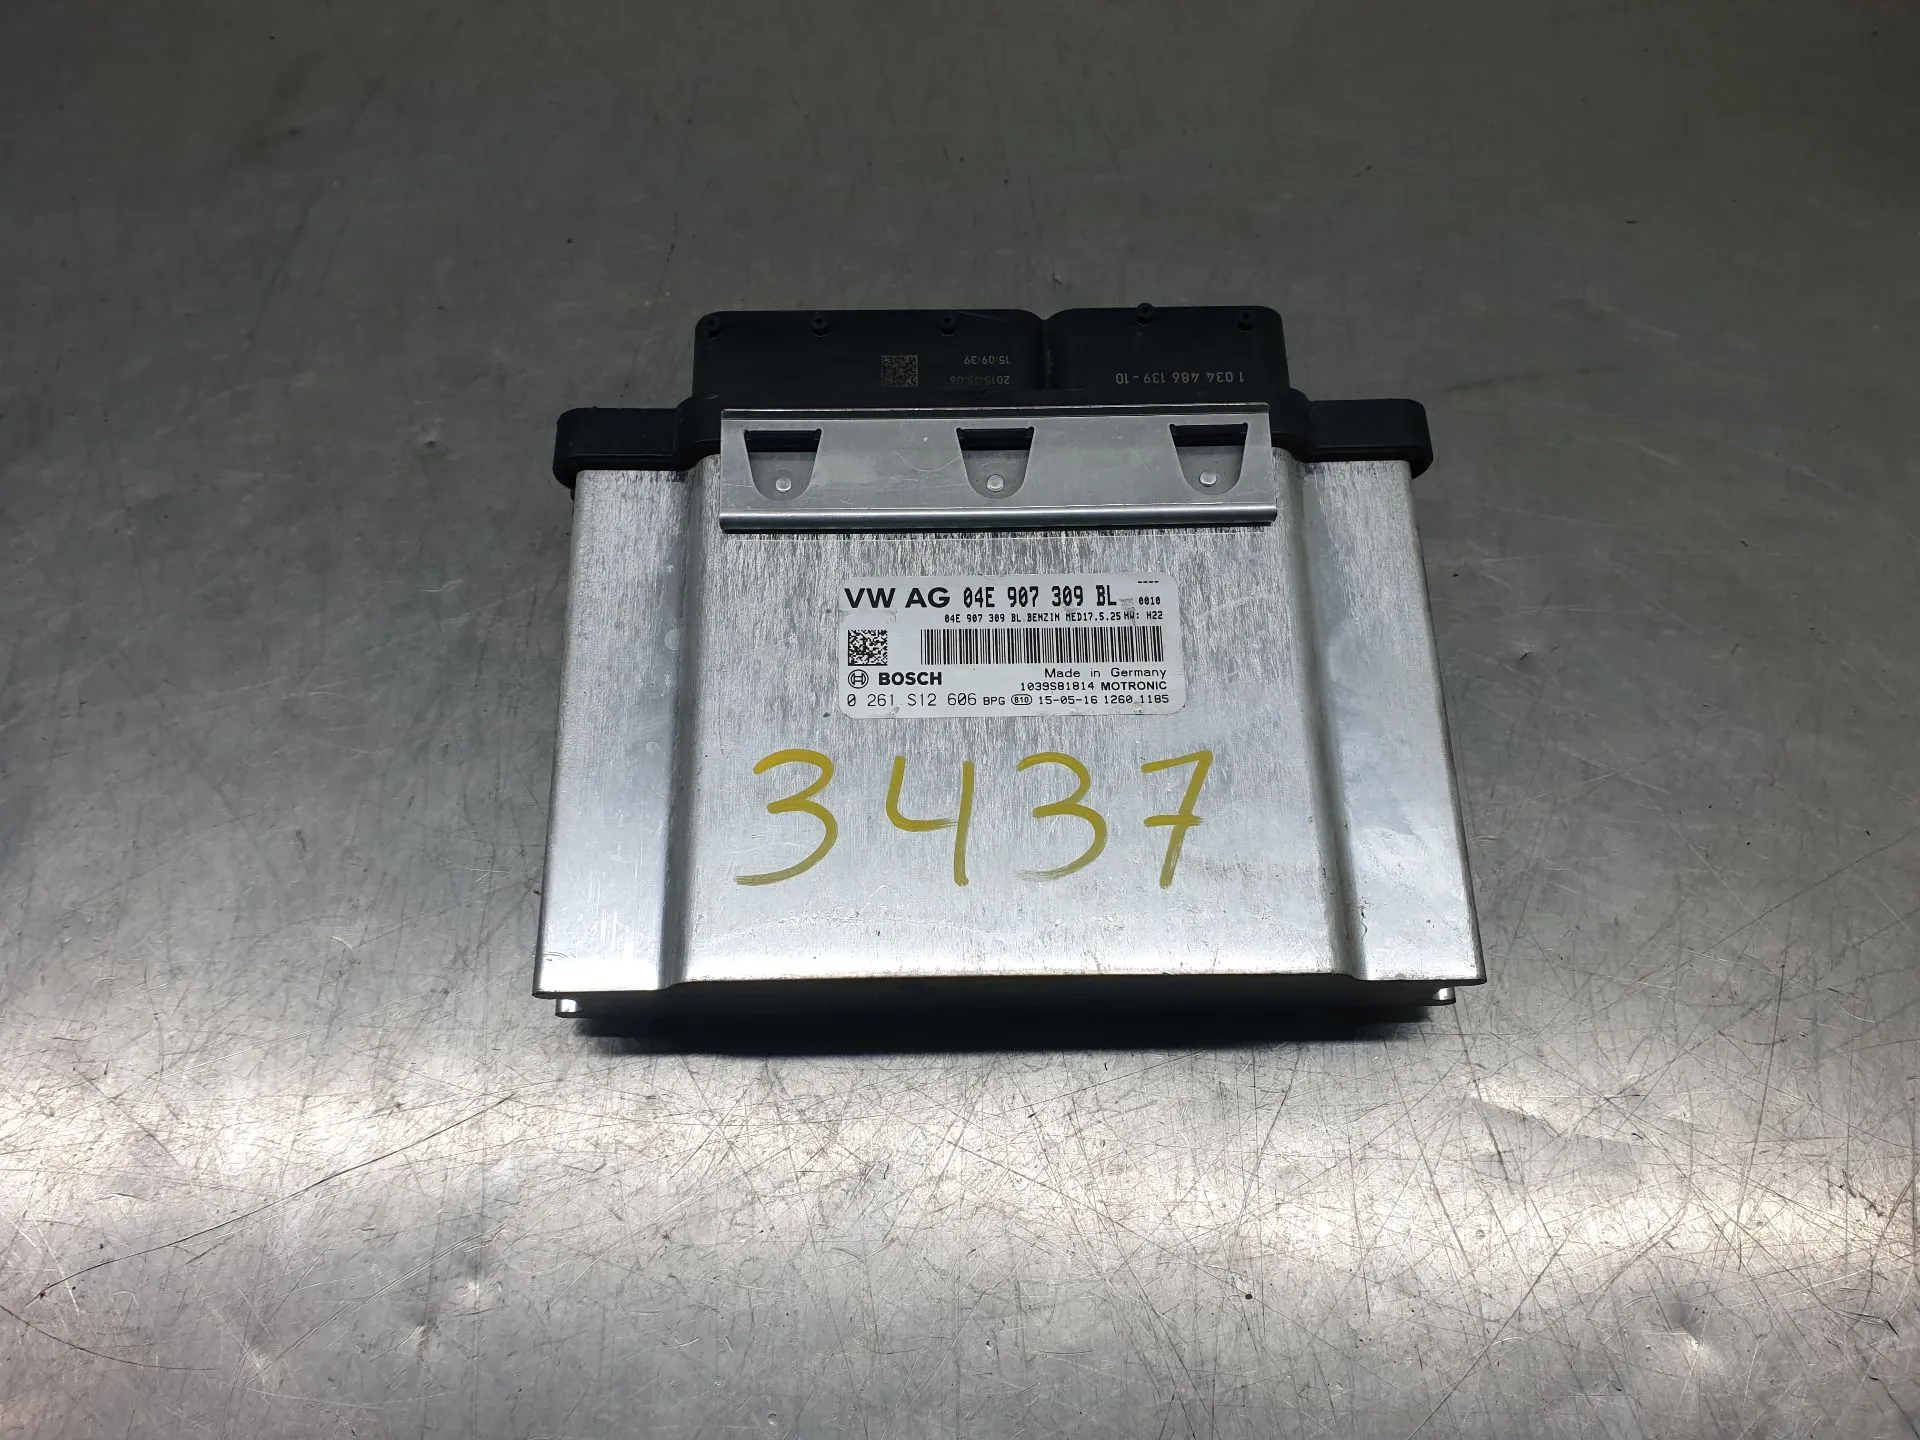 15:09:39
2015.05.06
1 034 486 139-10
VW AG 04E 907 309 BL ---- 0010
04E 907 309 BL BENZIN MED17.5.25 HW: H22
BOSCH
Made in Germany
1039S81814 MOTRONIC
0 261 S12 606 BPG 810 15-05-16 1260 1185
3437